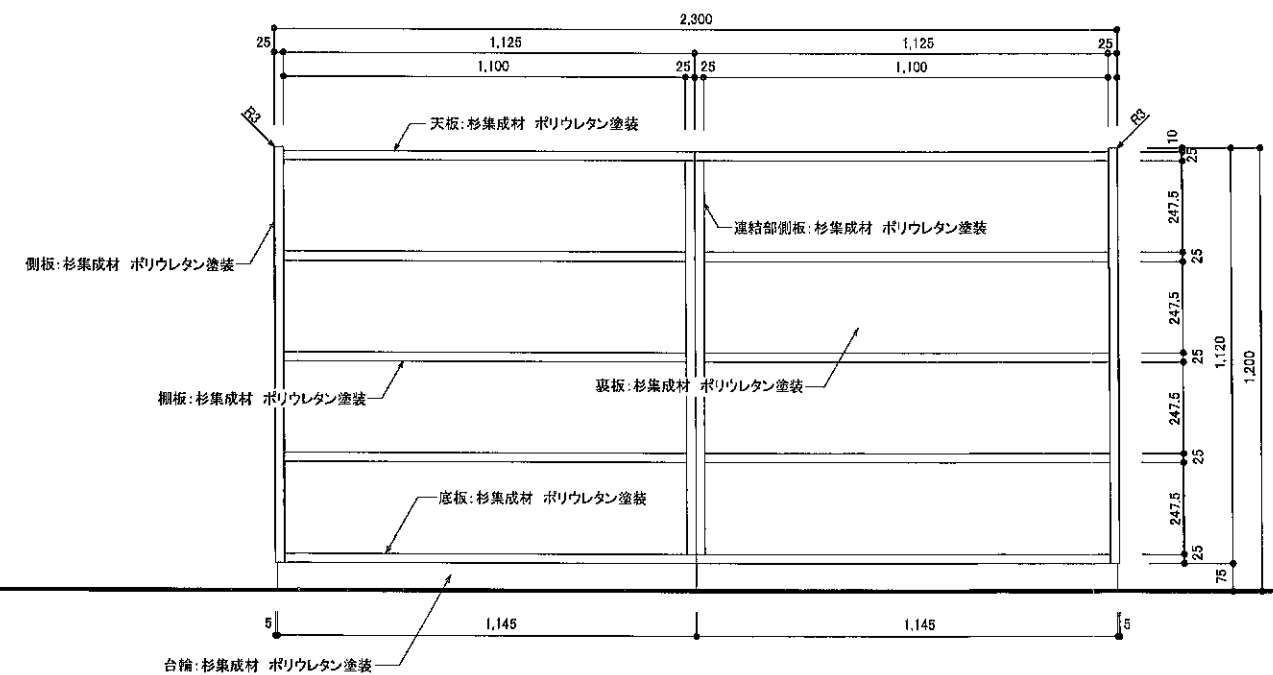 2,300
25 1,125 1,125 25
1,100 25 25 1,100
R3
R3
天板:杉集成材 ポリウレタン塗装
10
25
連結部側板:杉集成材 ポリウレタン塗装
247.5
側板:杉集成材 ポリウレタン塗装
25
247.5
裏板:杉集成材 ポリウレタン塗装
25
1,120
1,200
棚板:杉集成材 ポリウレタン塗装
247.5
25
底板:杉集成材 ポリウレタン塗装
247.5
25
75
5 1,145 1,145 5
台輪:杉集成材 ポリウレタン塗装